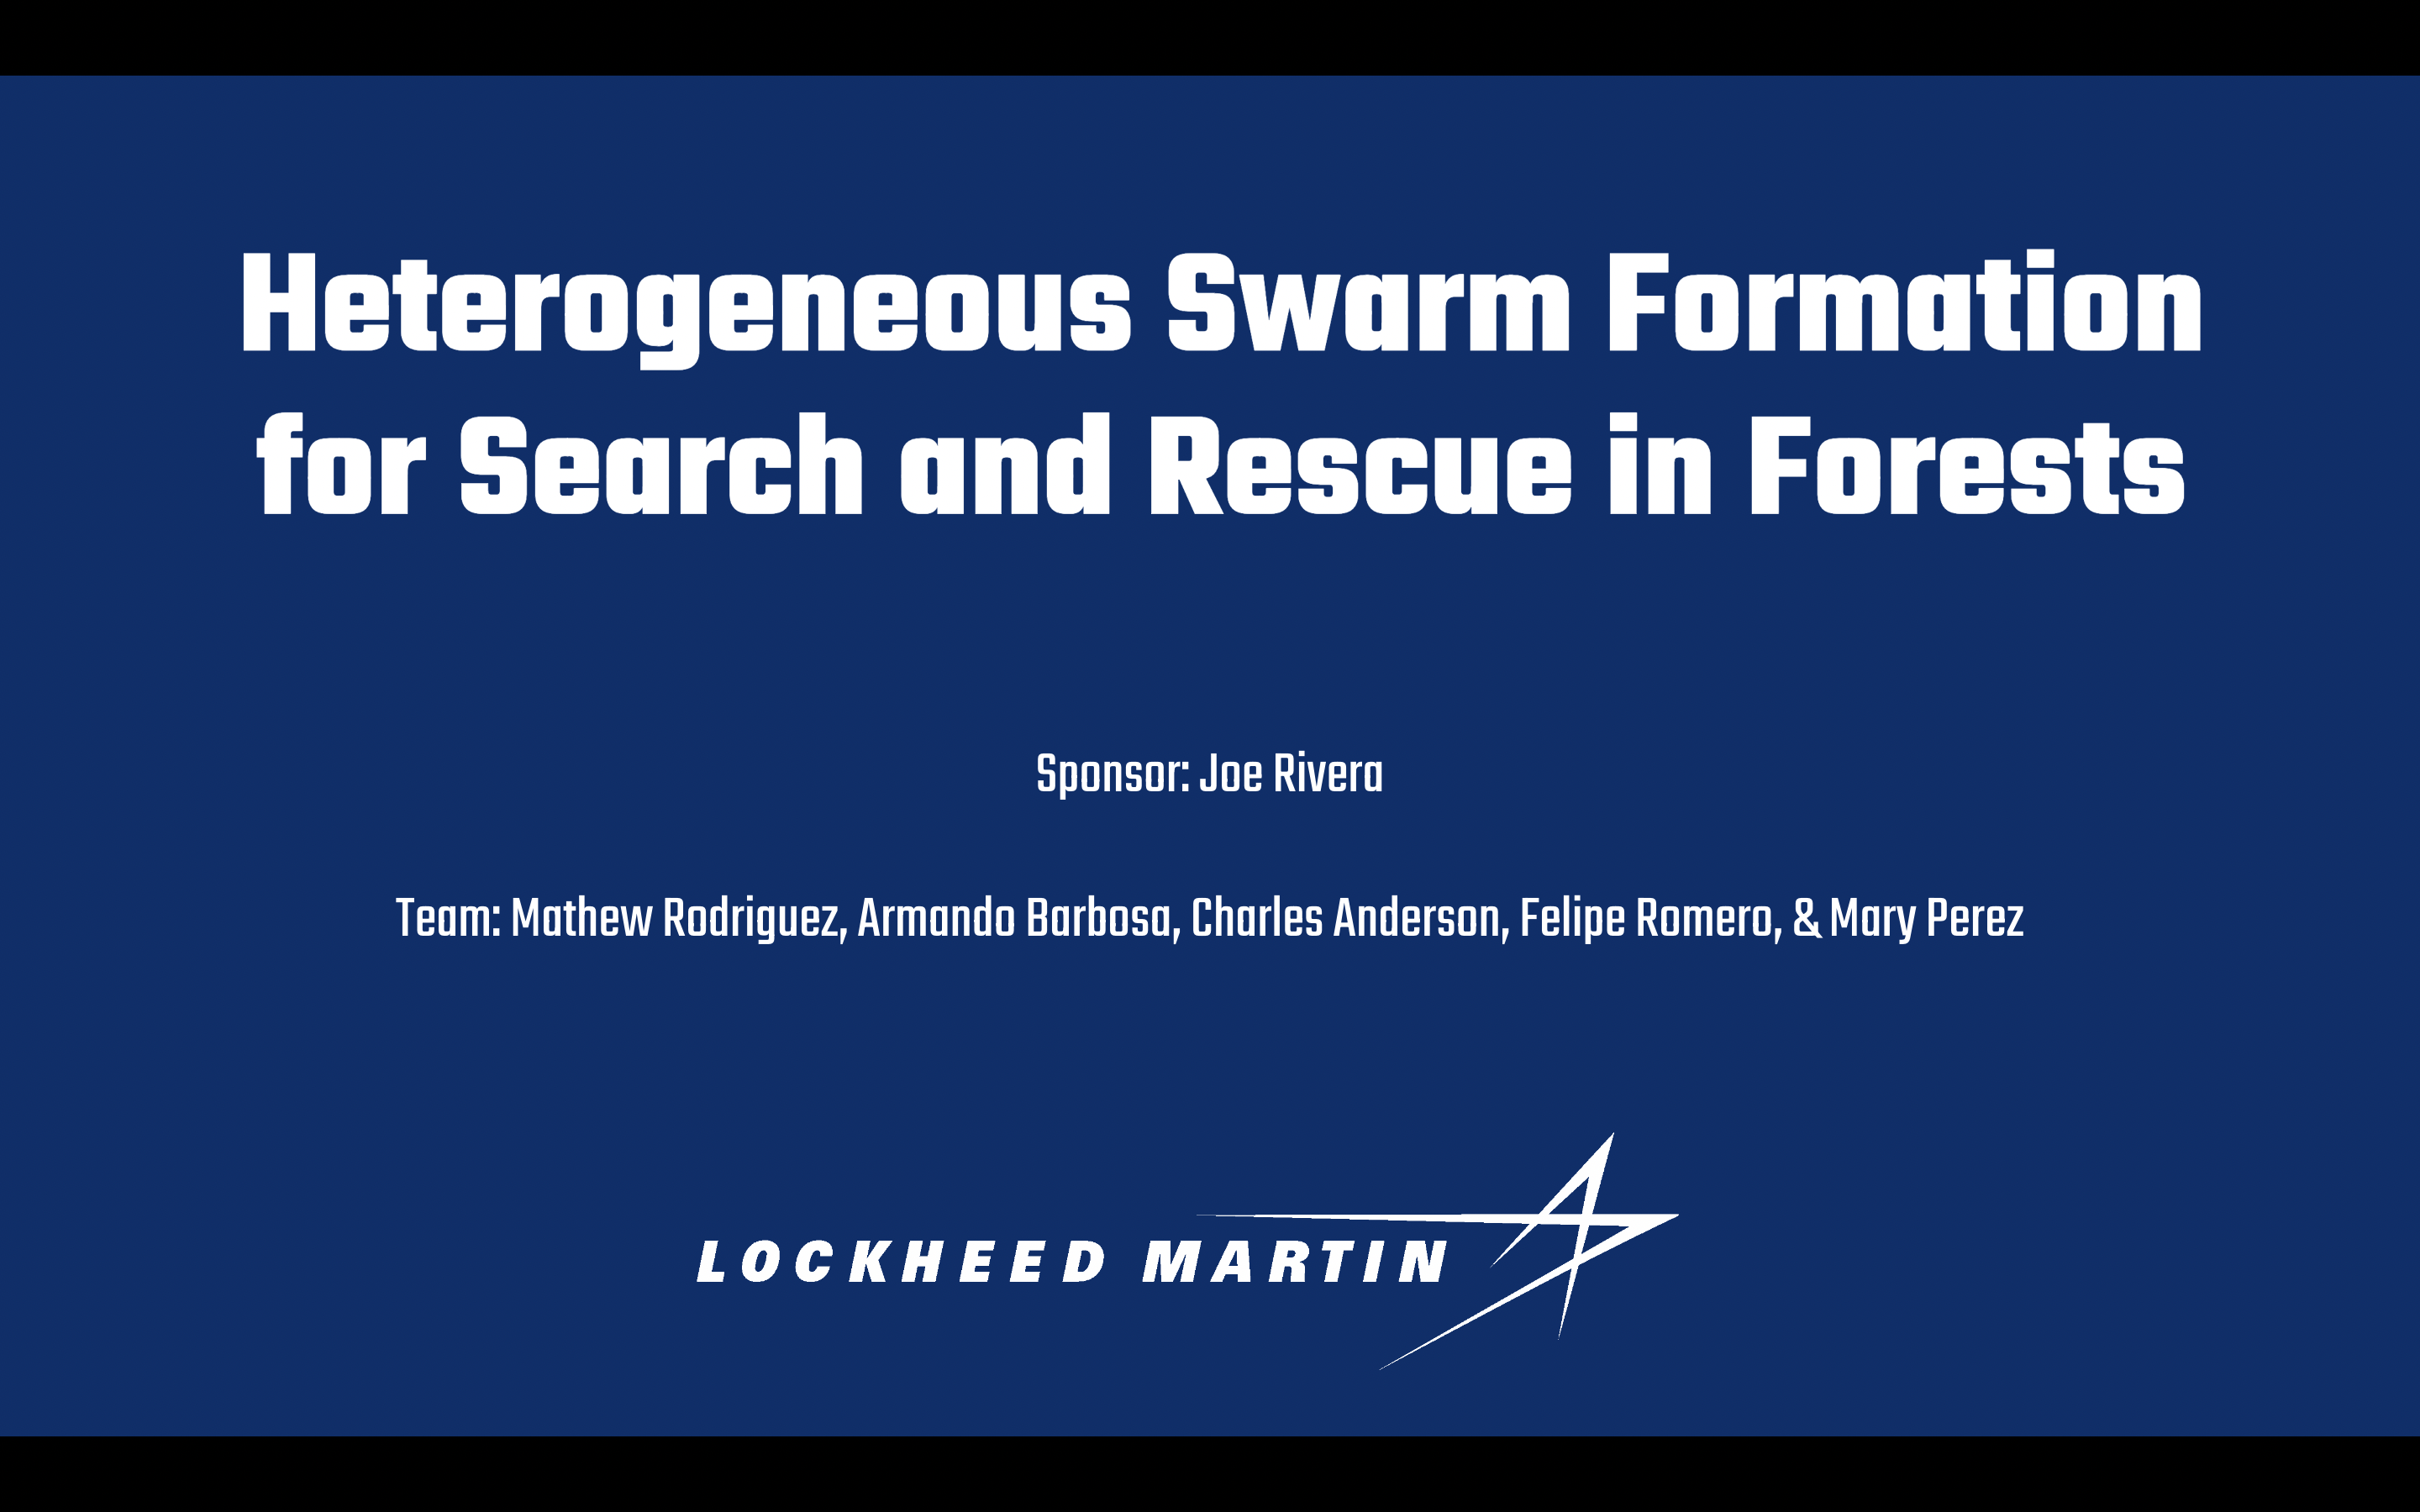 Heterogeneous Swarm Formation
for Search and Rescue in Forests
Sponsor: Joe Rivera
Team: Mathew Rodriguez, Armando Barbosa, Charles Anderson, Felipe Romero, & Mary Perez
LOCKHEED MARTIN